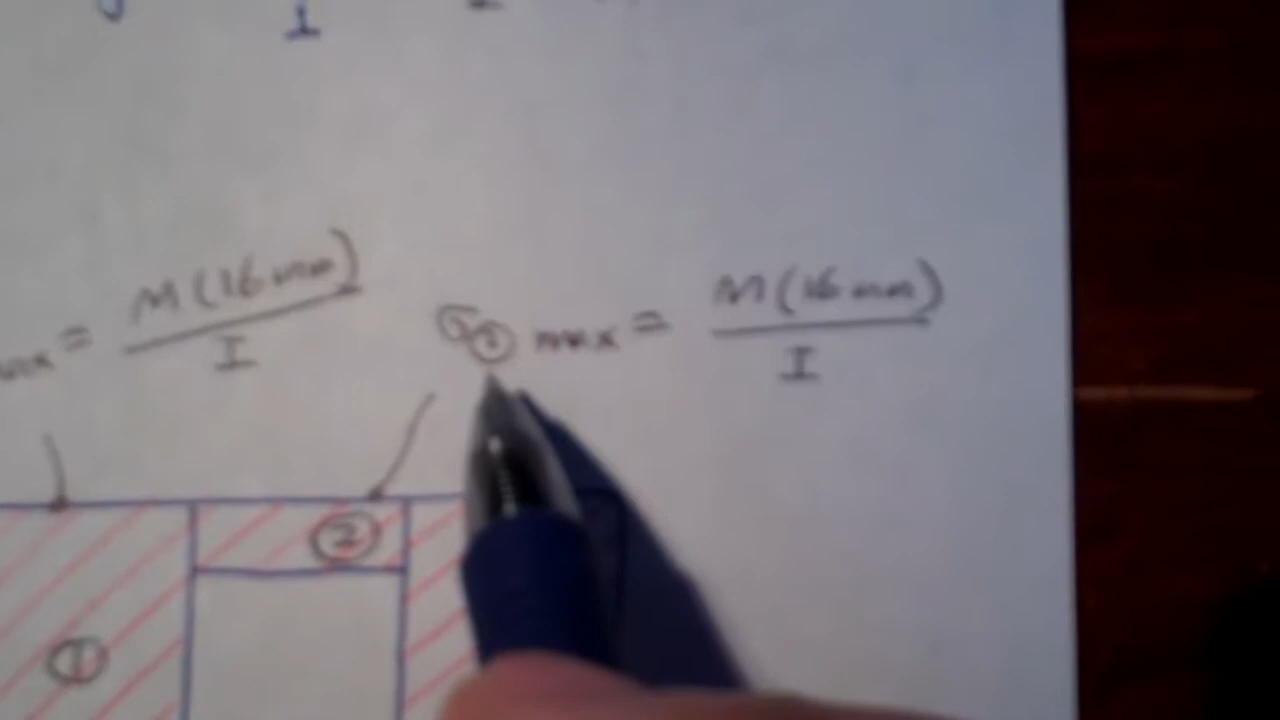 = M(16mm) / I
σ② max = M(16mm) / I
②
①